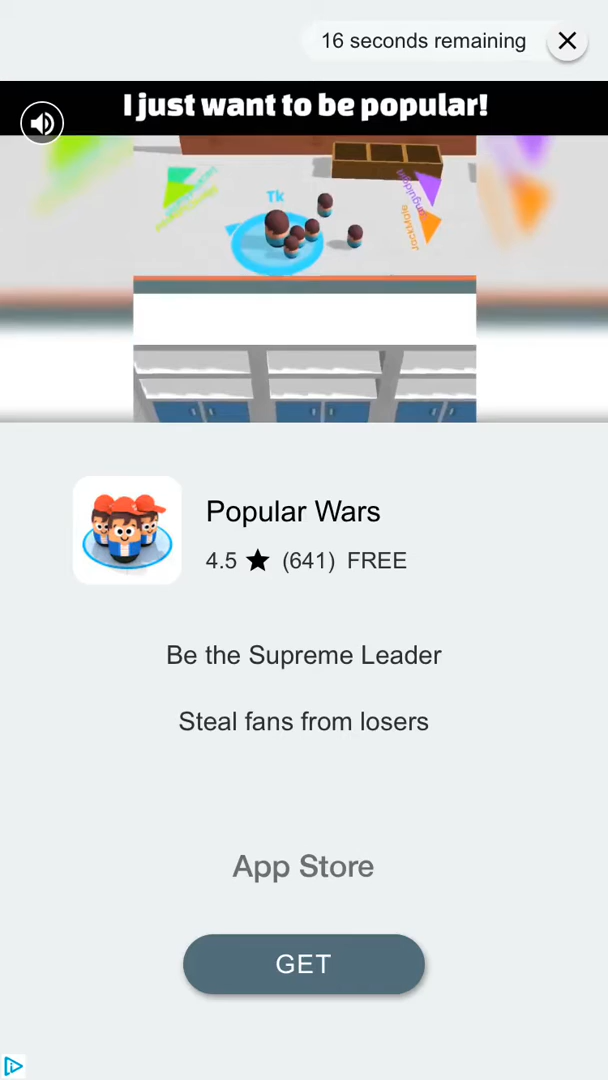 16 seconds remaining
I just want to be popular!
Tk
Popular Wars
4.5 ★ (641) FREE
Be the Supreme Leader
Steal fans from losers
App Store
GET